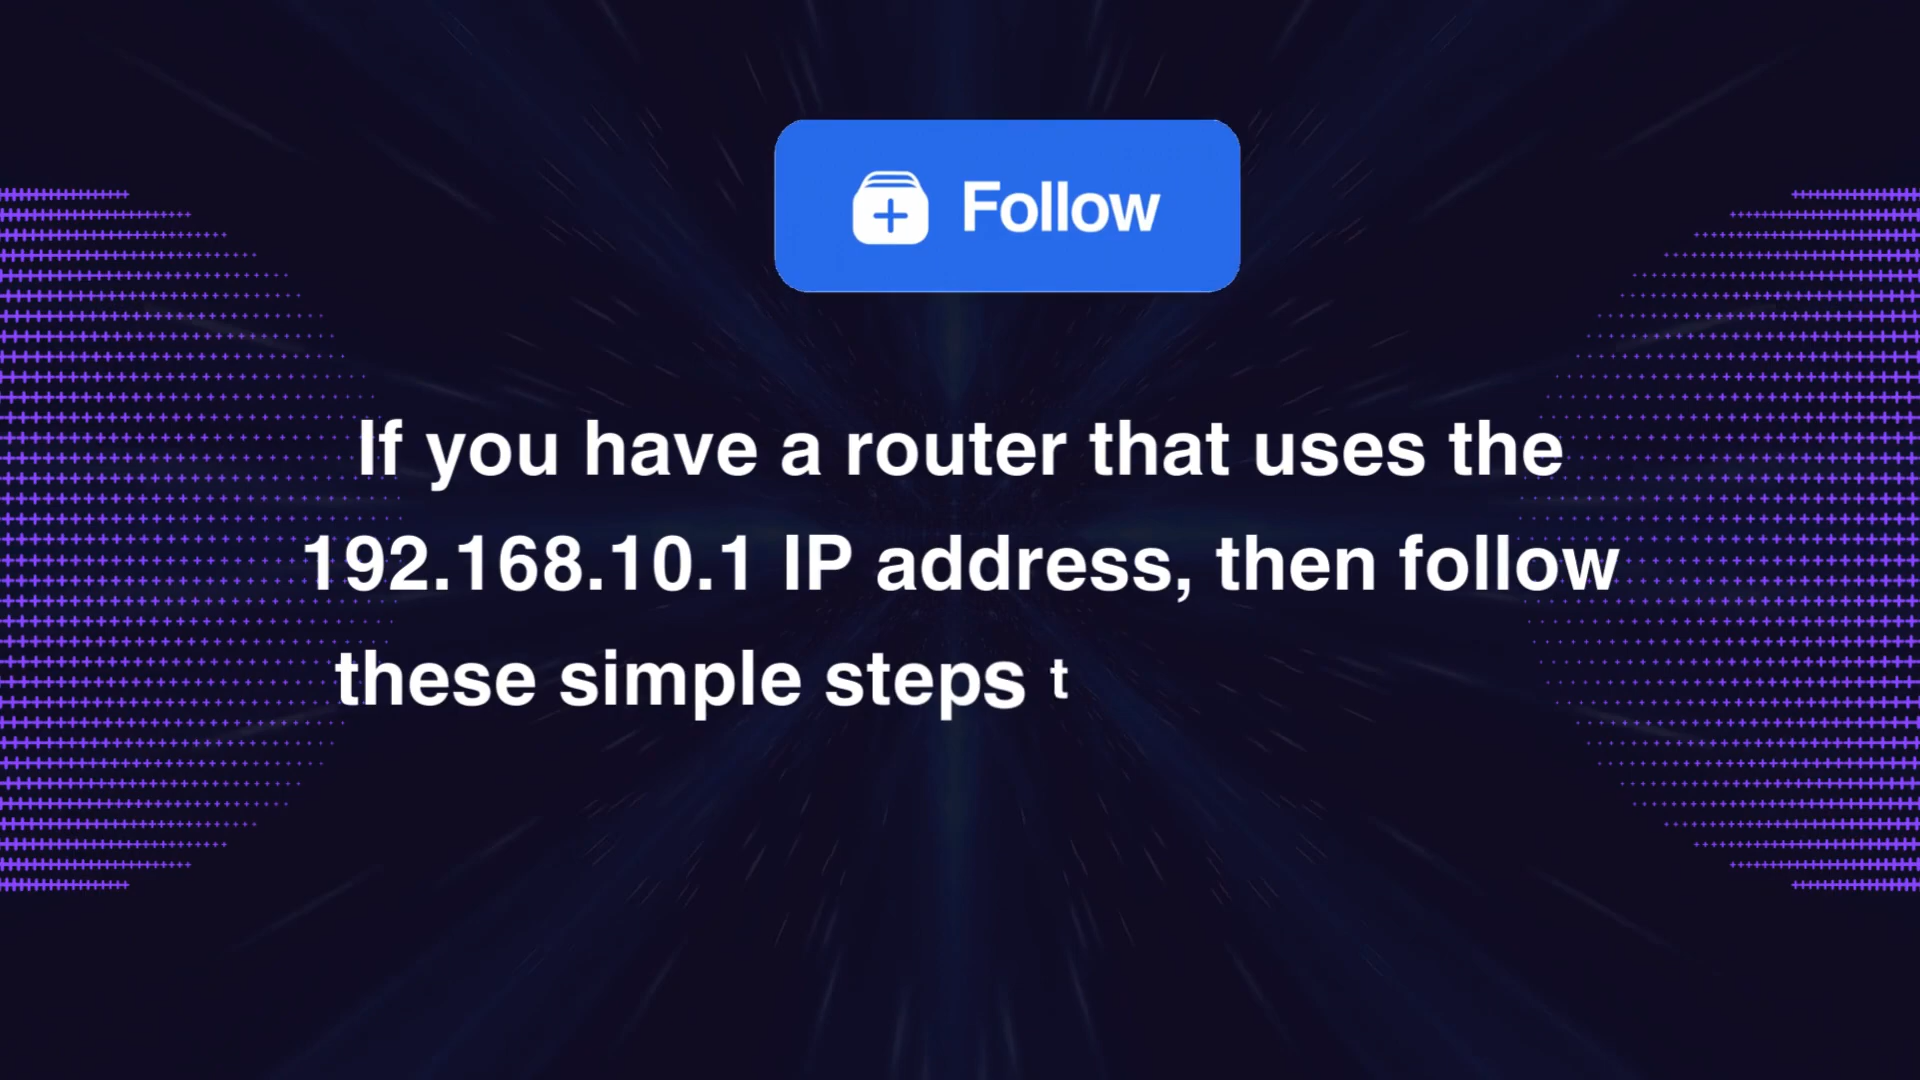 Follow
If you have a router that uses the
192.168.10.1 IP address, then follow
these simple steps t